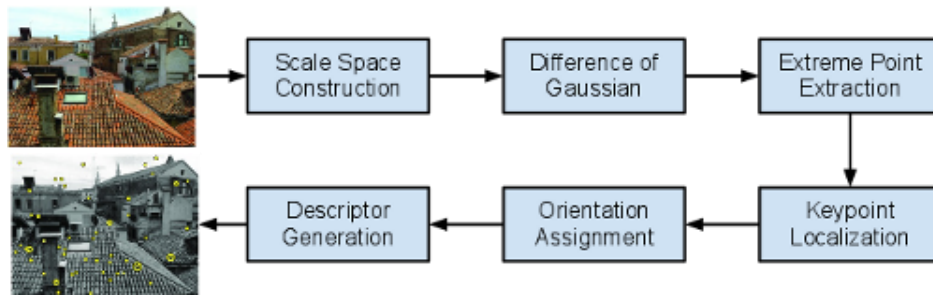 Scale Space
Construction
Difference of
Gaussian
Extreme Point
Extraction
Keypoint
Localization
Orientation
Assignment
Descriptor
Generation